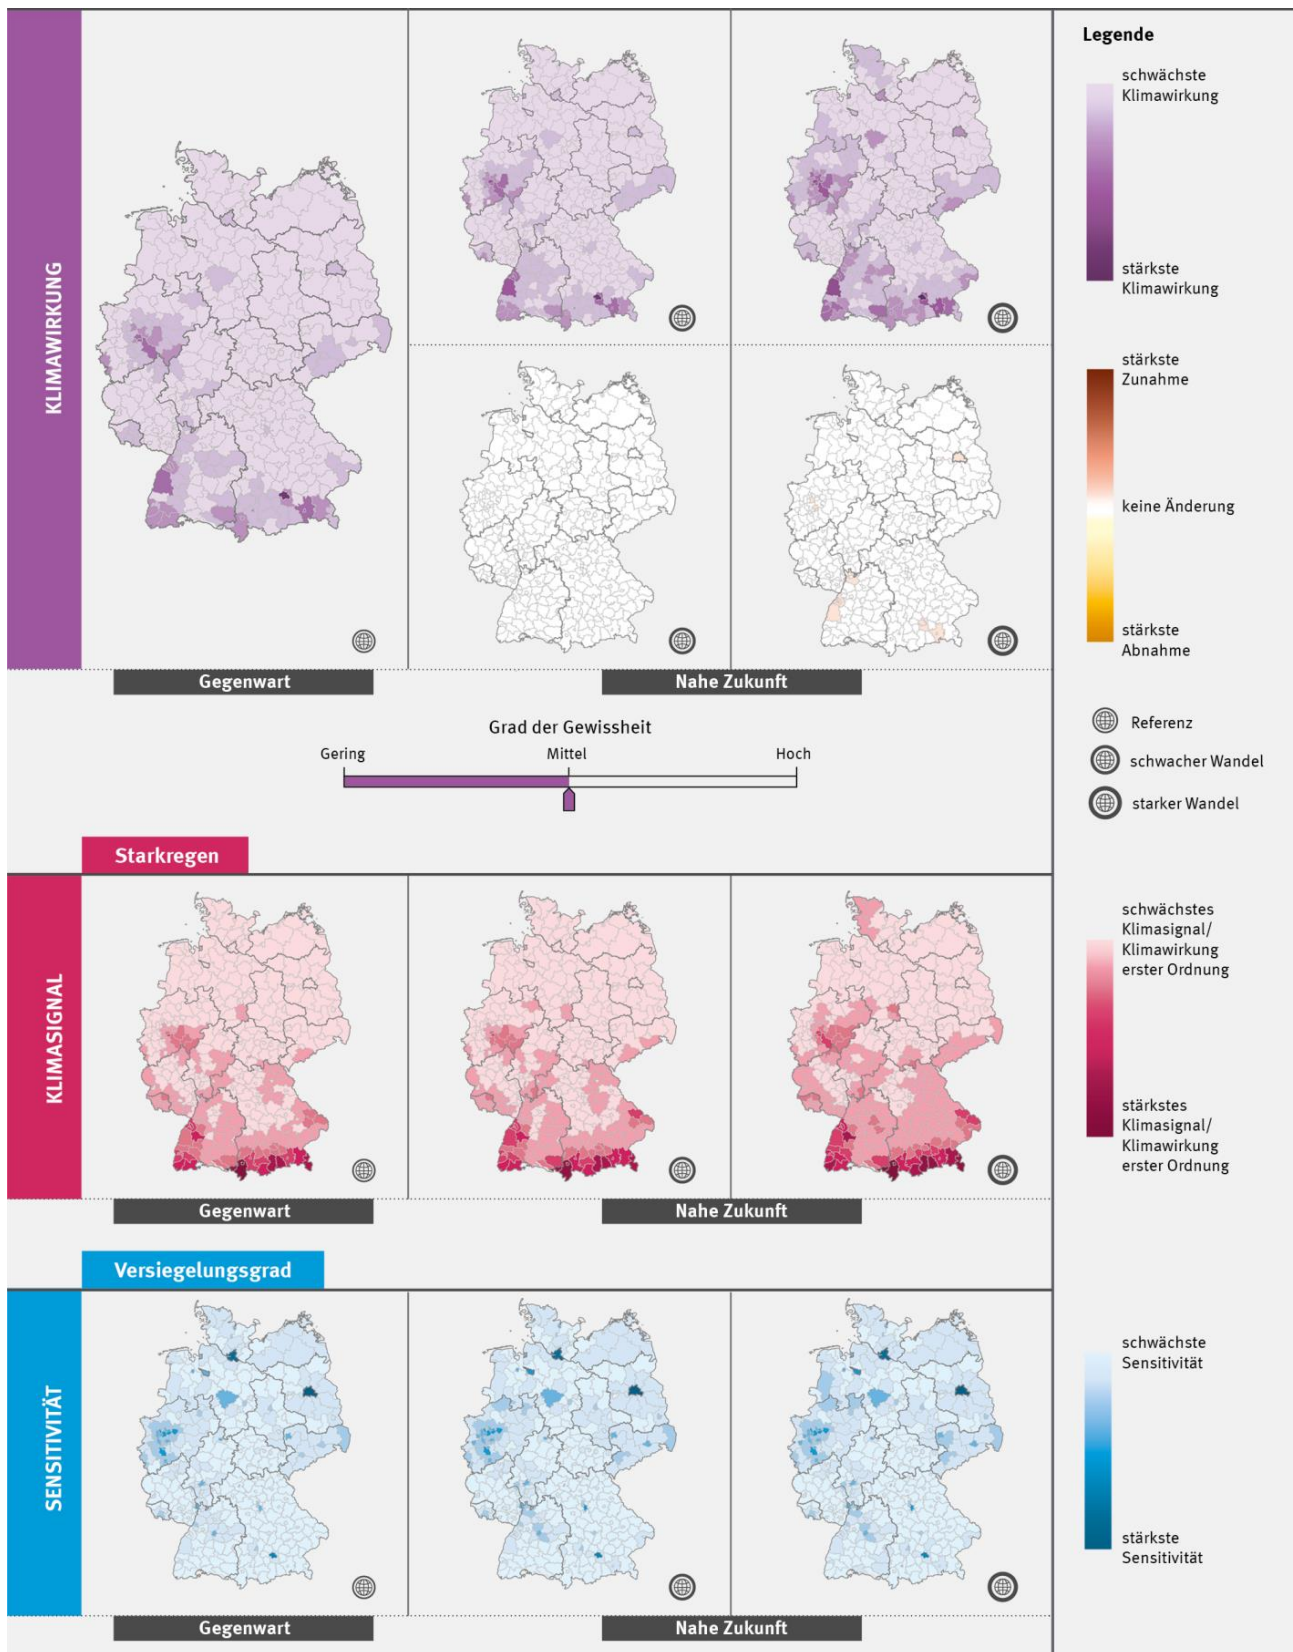 KLIMAWIRKUNG
Gegenwart
Nahe Zukunft
Grad der Gewissheit
Gering
Mittel
Hoch
Starkregen
KLIMASIGNAL
Gegenwart
Nahe Zukunft
Versiegelungsgrad
SENSITIVITÄT
Gegenwart
Nahe Zukunft
Legende
schwächste
Klimawirkung
stärkste
Klimawirkung
stärkste
Zunahme
keine Änderung
stärkste
Abnahme
Referenz
schwacher Wandel
starker Wandel
schwächstes
Klimasignal/
Klimawirkung
erster Ordnung
stärkstes
Klimasignal/
Klimawirkung
erster Ordnung
schwächste
Sensitivität
stärkste
Sensitivität